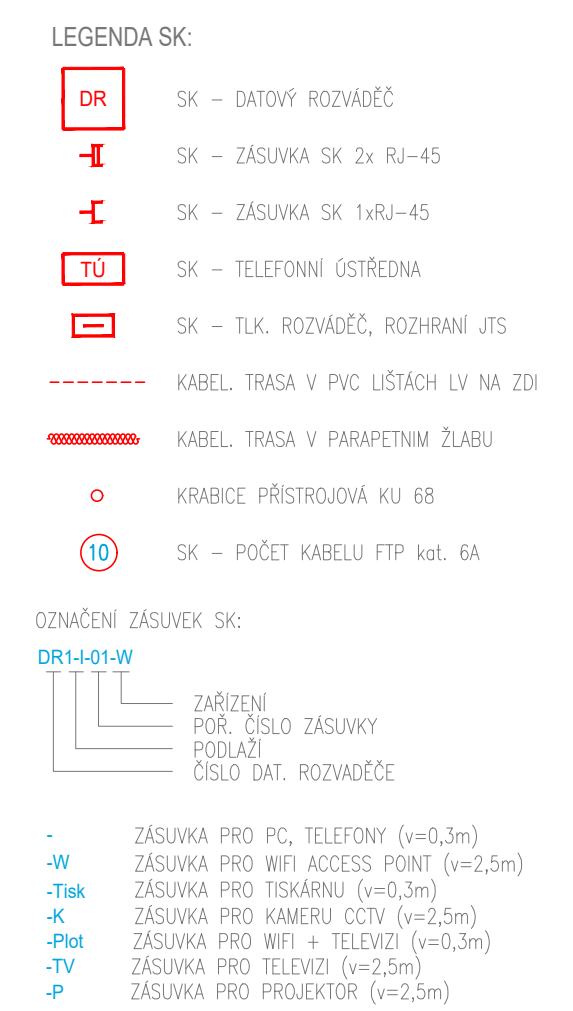 LEGENDA SK:
DR SK – DATOVÝ ROZVÁDĚČ
SK – ZÁSUVKA SK 2x RJ–45
SK – ZÁSUVKA SK 1xRJ–45
TÚ SK – TELEFONNÍ ÚSTŘEDNA
SK – TLK. ROZVÁDĚČ, ROZHRANÍ JTS
KABEL. TRASA V PVC LIŠTÁCH LV NA ZDI
KABEL. TRASA V PARAPETNIM ŽLABU
KRABICE PŘÍSTROJOVÁ KU 68
10 SK – POČET KABELU FTP kat. 6A
OZNAČENÍ ZÁSUVEK SK:
DR1-I-01-W
ZAŘÍZENÍ
POŘ. ČÍSLO ZÁSUVKY
PODLAŽÍ
ČÍSLO DAT. ROZVADĚČE
- ZÁSUVKA PRO PC, TELEFONY (v=0,3m)
-W ZÁSUVKA PRO WIFI ACCESS POINT (v=2,5m)
-Tisk ZÁSUVKA PRO TISKÁRNU (v=0,3m)
-K ZÁSUVKA PRO KAMERU CCTV (v=2,5m)
-Plot ZÁSUVKA PRO WIFI + TELEVIZI (v=0,3m)
-TV ZÁSUVKA PRO TELEVIZI (v=2,5m)
-P ZÁSUVKA PRO PROJEKTOR (v=2,5m)